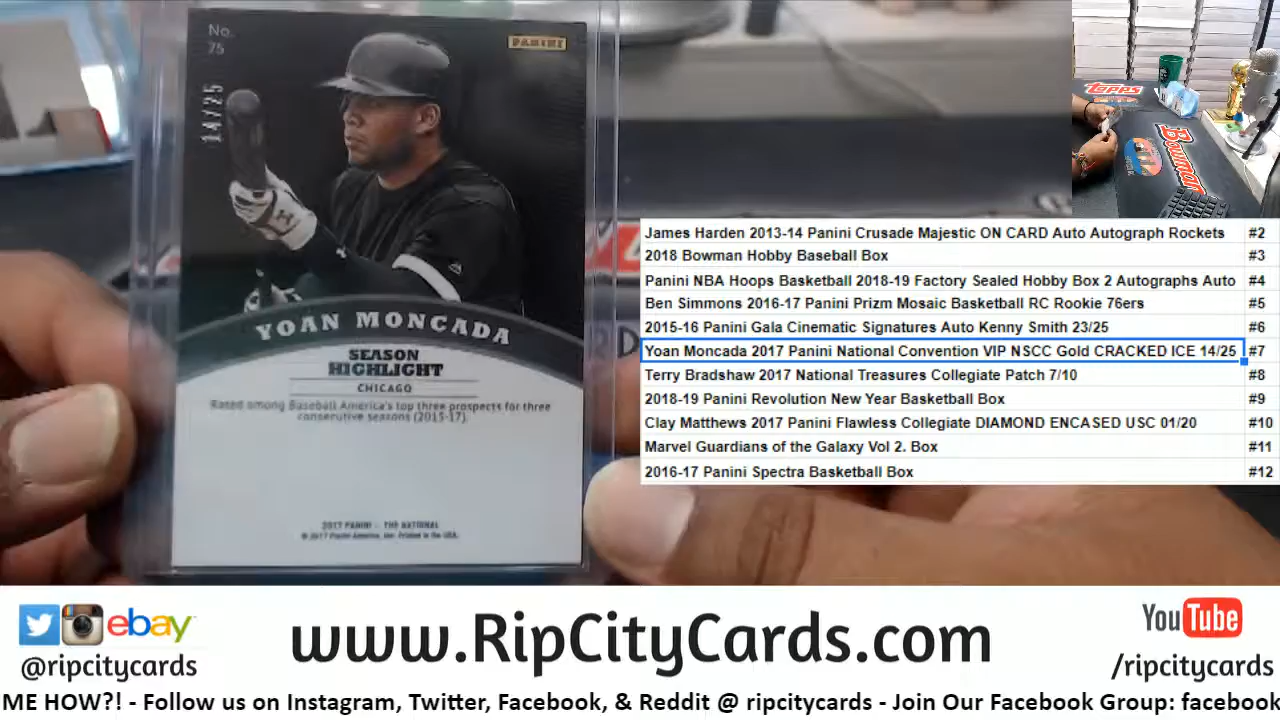 No.
75
14/25
PANINI
YOAN MONCADA
SEASON
HIGHLIGHT
CHICAGO
Rated among Baseball America's top three prospects for three
consecutive seasons (2015-17).
2017 PANINI - THE NATIONAL
© 2017 Panini America, Inc. Printed in the USA.
topps
Bowman
James Harden 2013-14 Panini Crusade Majestic ON CARD Auto Autograph Rockets #2
2018 Bowman Hobby Baseball Box #3
Panini NBA Hoops Basketball 2018-19 Factory Sealed Hobby Box 2 Autographs Auto #4
Ben Simmons 2016-17 Panini Prizm Mosaic Basketball RC Rookie 76ers #5
2015-16 Panini Gala Cinematic Signatures Auto Kenny Smith 23/25 #6
Yoan Moncada 2017 Panini National Convention VIP NSCC Gold CRACKED ICE 14/25 #7
Terry Bradshaw 2017 National Treasures Collegiate Patch 7/10 #8
2018-19 Panini Revolution New Year Basketball Box #9
Clay Matthews 2017 Panini Flawless Collegiate DIAMOND ENCASED USC 01/20 #10
Marvel Guardians of the Galaxy Vol 2. Box #11
2016-17 Panini Spectra Basketball Box #12
ebay
@ripcitycards
www.RipCityCards.com
YouTube
/ripcitycards
ME HOW?! - Follow us on Instagram, Twitter, Facebook, & Reddit @ ripcitycards - Join Our Facebook Group: facebook